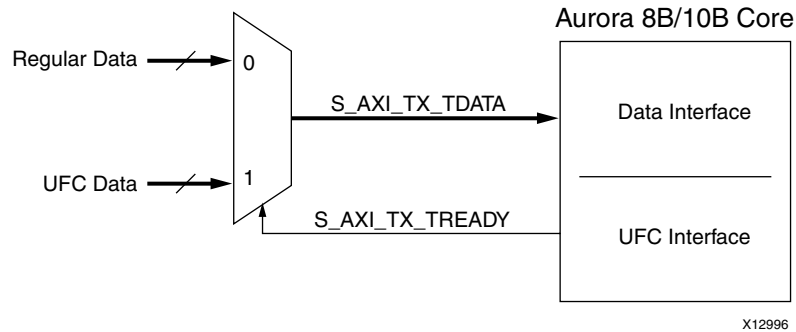 Aurora 8B/10B Core
Regular Data
0
S_AXI_TX_TDATA
Data Interface
UFC Data
1
S_AXI_TX_TREADY
UFC Interface
X12996